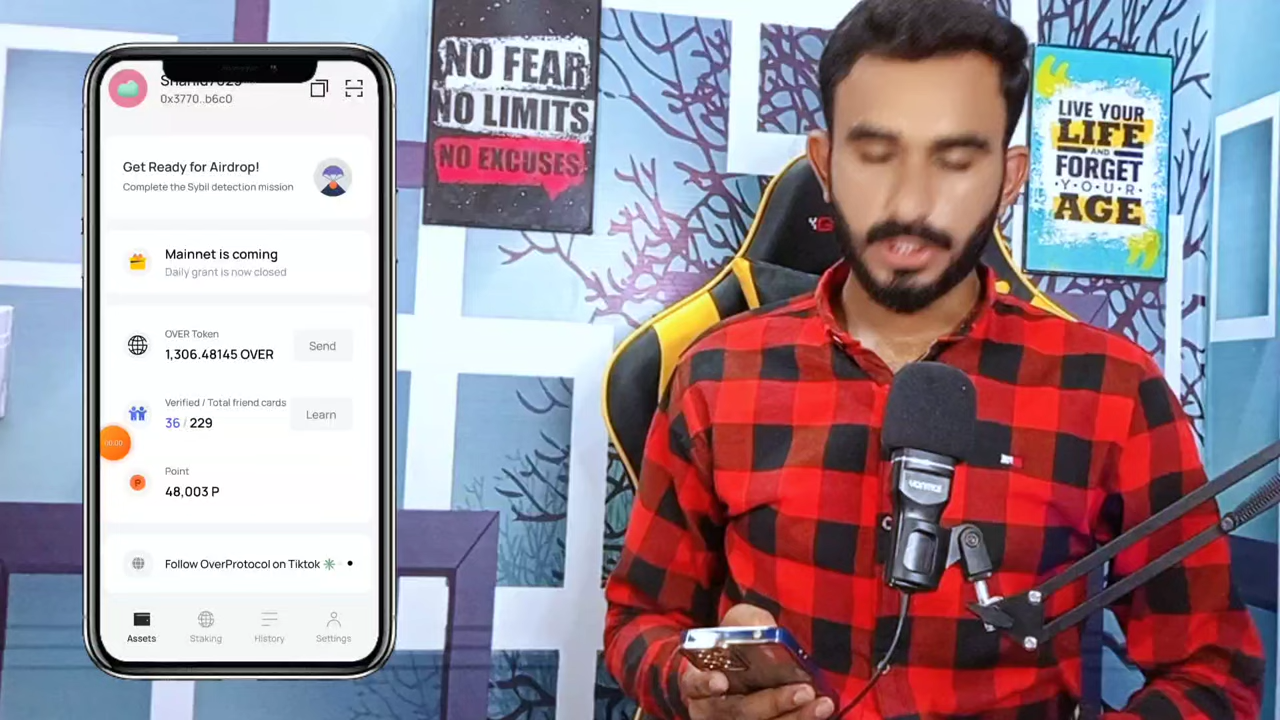 0x3770..b6c0
Get Ready for Airdrop!
Complete the Sybil detection mission
Mainnet is coming
Daily grant is now closed
OVER Token
1,306.48145 OVER
Send
Verified / Total friend cards
36 / 229
Learn
00:00
Point
P
48,003 P
Follow OverProtocol on Tiktok ✳️
Assets
Staking
History
Settings
NO FEAR
NO LIMITS
NO EXCUSES
LIVE YOUR
LIFE
AND
FORGET
·Y·O·U·R·
AGE